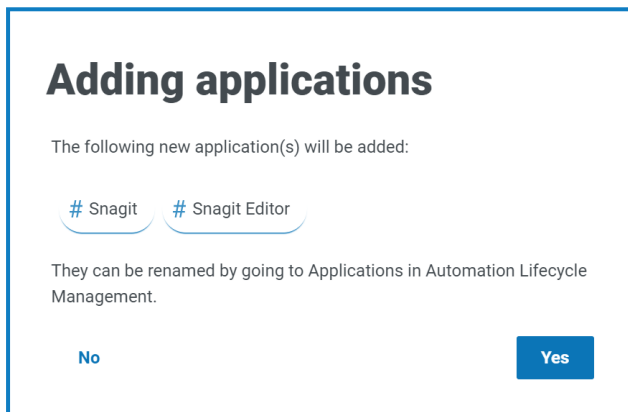 Adding applications
The following new application(s) will be added:
# Snagit # Snagit Editor
They can be renamed by going to Applications in Automation Lifecycle
Management.
No Yes